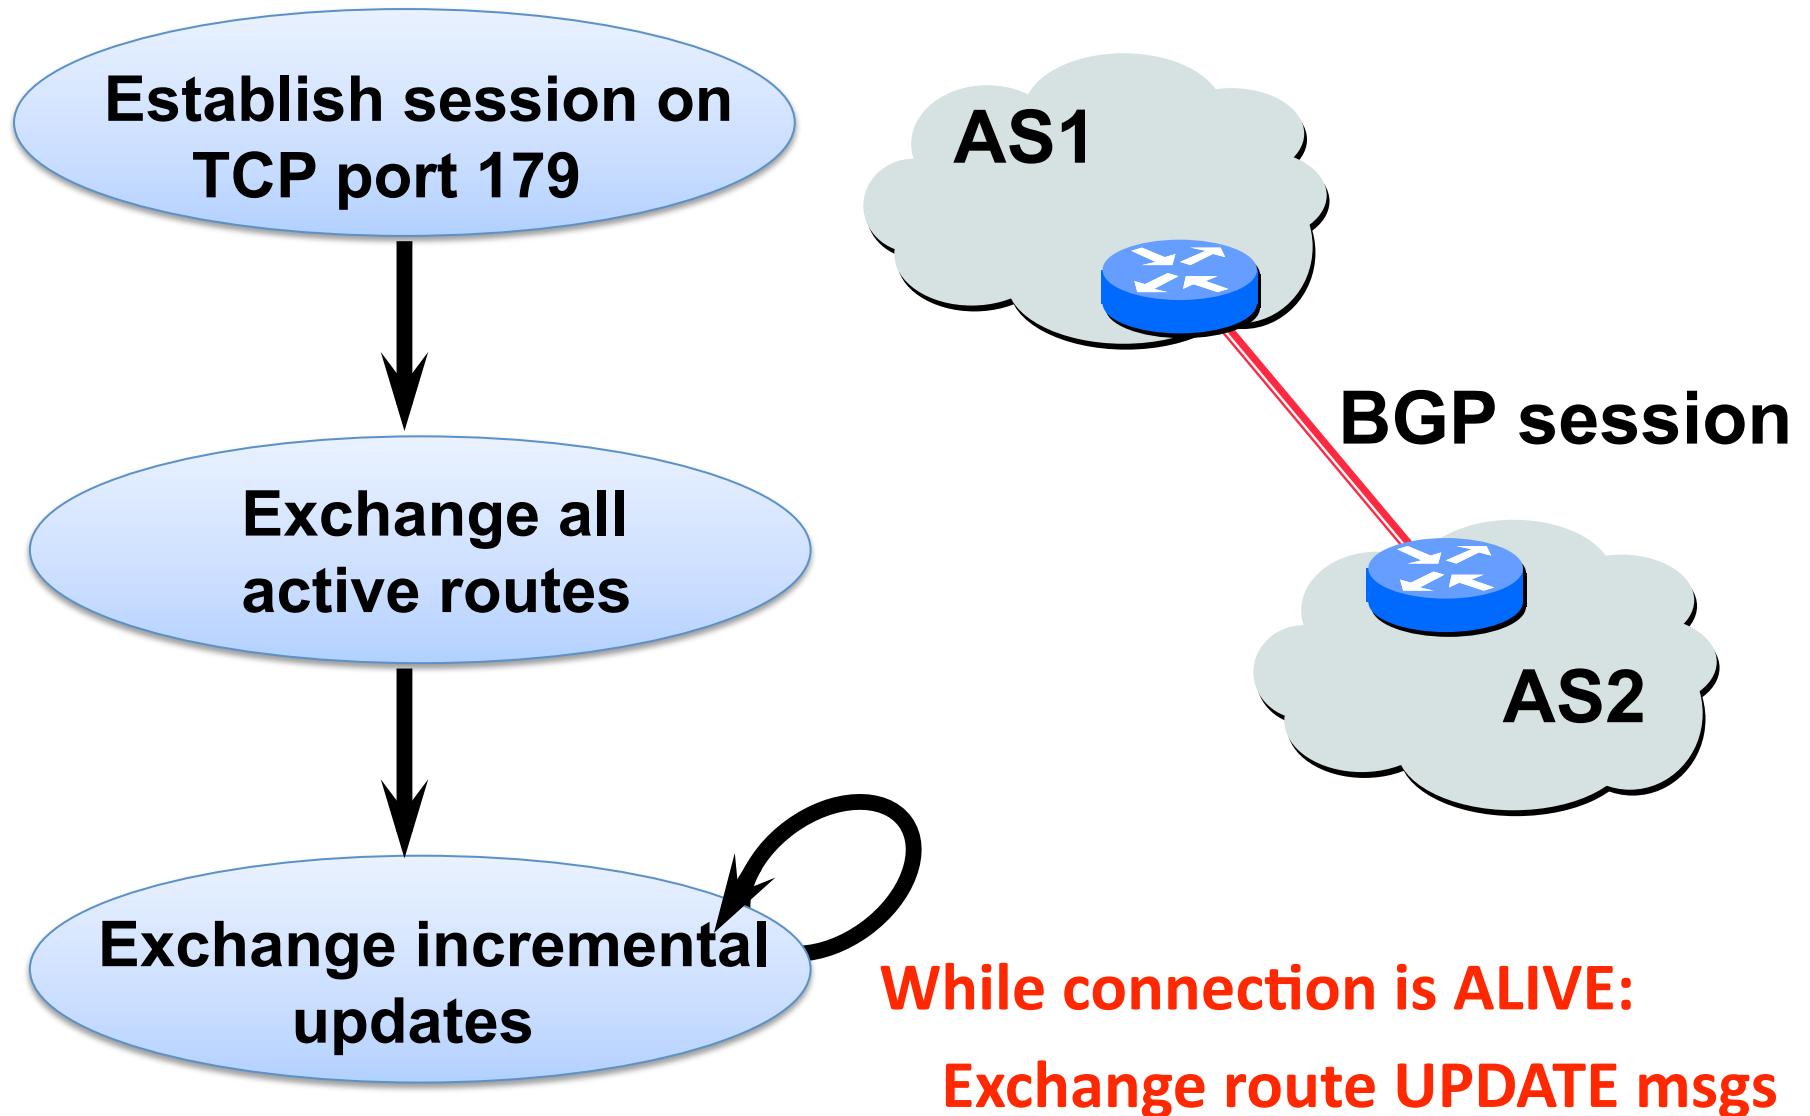 Establish session on
TCP port 179
Exchange all
active routes
Exchange incremental
updates
AS1
BGP session
AS2
While connection is ALIVE:
Exchange route UPDATE msgs